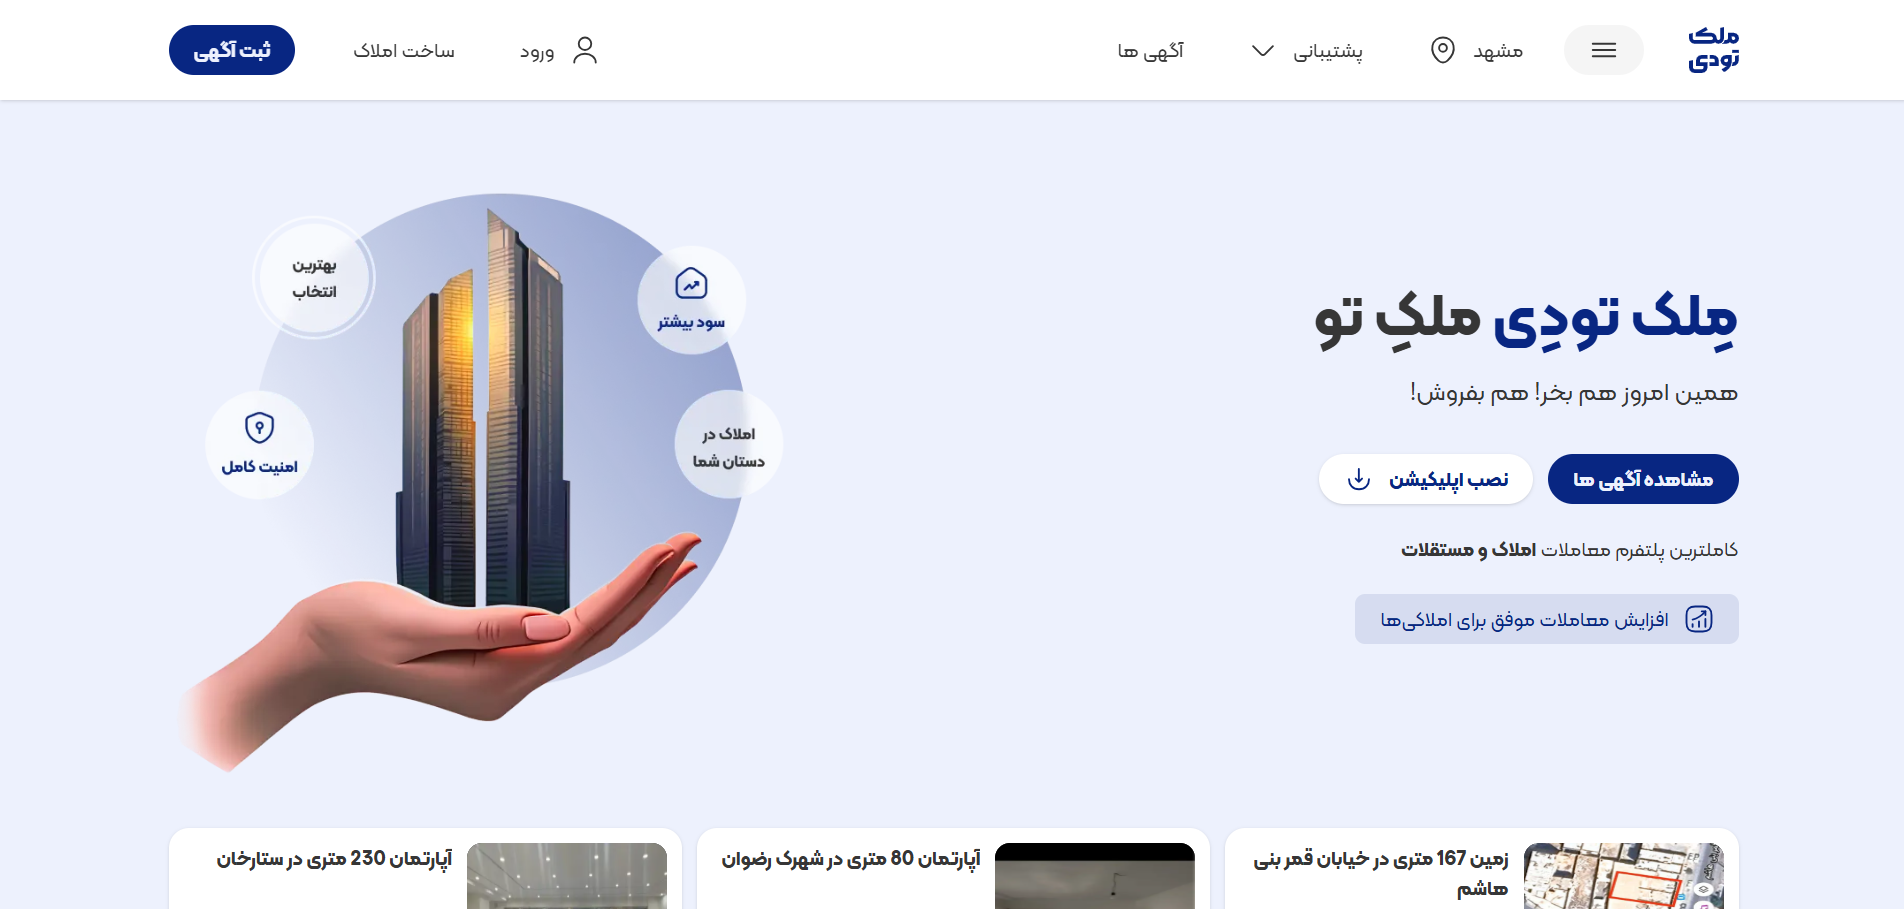 ملک
تودی
مشهد
پشتیبانی
آگهی ها
ورود
ساخت املاک
ثبت آگهی
مِلک تودِی ملکِ تو
همین امروز هم بخر! هم بفروش!
مشاهده آگهی ها
نصب اپلیکیشن
کاملترین پلتفرم معاملات املاک و مستقلات
افزایش معاملات موفق برای املاکی‌ها
سود بیشتر
املاک در
دستان شما
بهترین
انتخاب
امنیت کامل
زمین 167 متری در خیابان قمر بنی
هاشم
آپارتمان 80 متری در شهرک رضوان
آپارتمان 230 متری در ستارخان